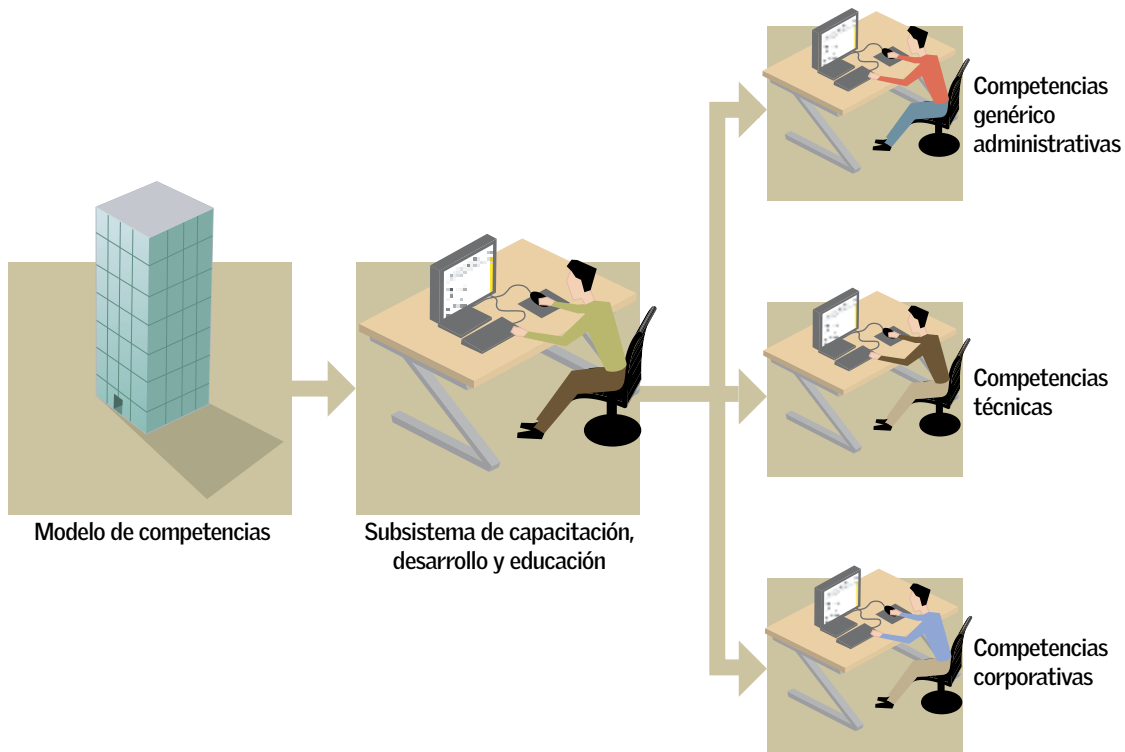 Competencias
genérico
administrativas
Competencias
técnicas
Modelo de competencias
Subsistema de capacitación,
desarrollo y educación
Competencias
corporativas